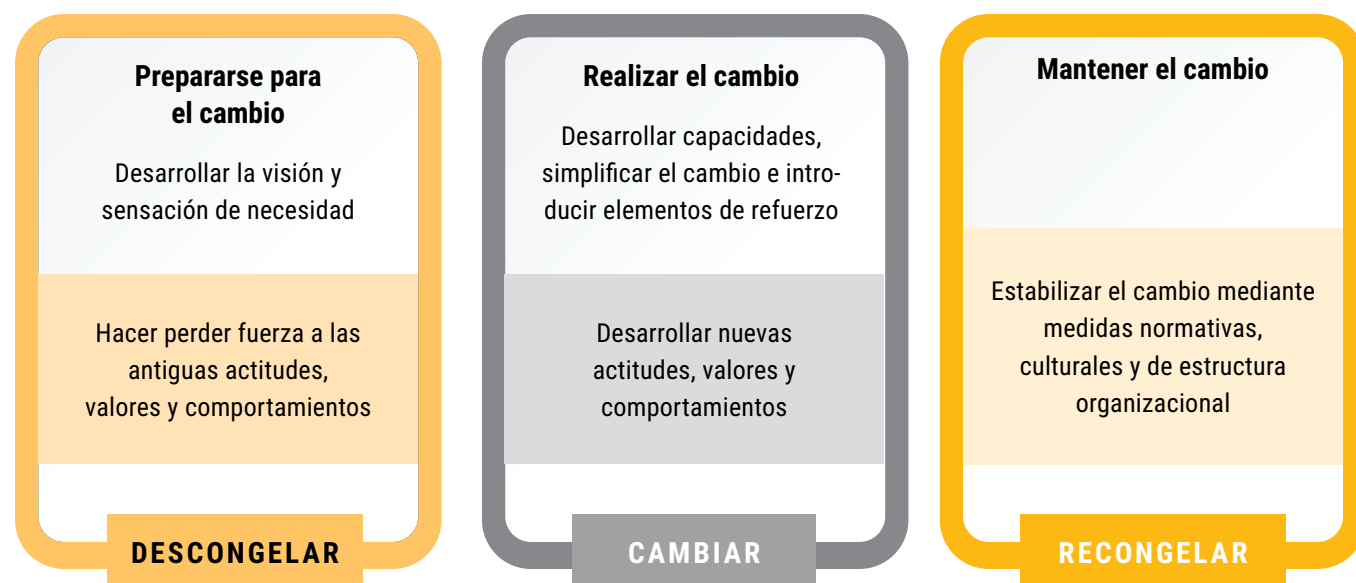 Prepararse para
el cambio
Desarrollar la visión y
sensación de necesidad
Hacer perder fuerza a las
antiguas actitudes,
valores y comportamientos
DESCONGELAR
Realizar el cambio
Desarrollar capacidades,
simplificar el cambio e intro-
ducir elementos de refuerzo
Desarrollar nuevas
actitudes, valores y
comportamientos
CAMBIAR
Mantener el cambio
Estabilizar el cambio mediante
medidas normativas,
culturales y de estructura
organizacional
RECONGELAR